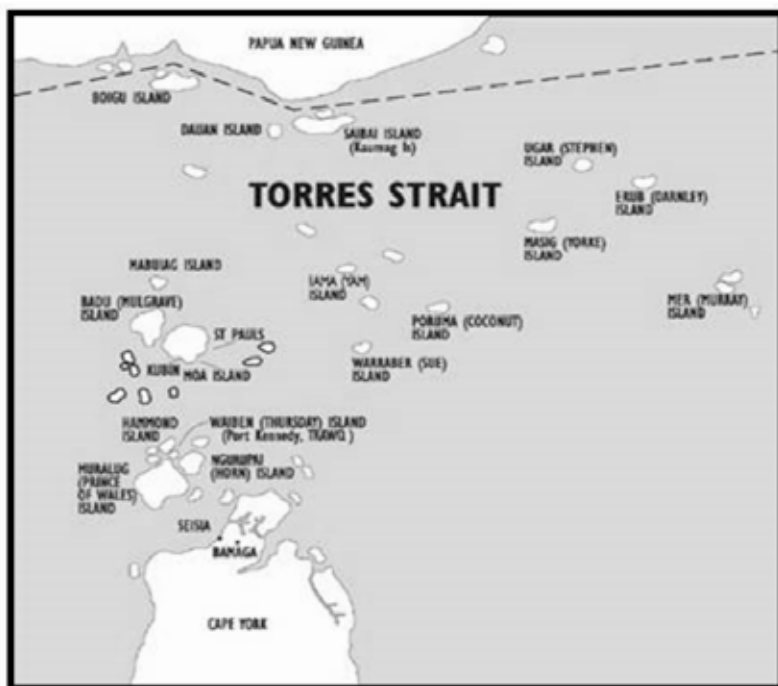 PAPUA NEW GUINEA
BOIGU ISLAND
DAUAN ISLAND
SAIBAI ISLAND
(Kaumag Is)
UGAR (STEPHEN)
ISLAND
TORRES STRAIT
ERUB (DARNLEY)
ISLAND
MASIG (YORKE)
ISLAND
MABUIAG ISLAND
IAMA (YAM)
ISLAND
BADU (MULGRAVE)
ISLAND
MER (MURRAY)
ISLAND
PORUMA (COCONUT)
ISLAND
ST PAULS
WARRABER (SUE)
ISLAND
KUBIN
MOA ISLAND
HAMMOND
ISLAND
WAIBEN (THURSDAY) ISLAND
(Port Kennedy, TRAWQ)
MURALUG
(PRINCE
OF WALES)
ISLAND
NGURUPAI
(HORN) ISLAND
SEISIA
BAMAGA
CAPE YORK